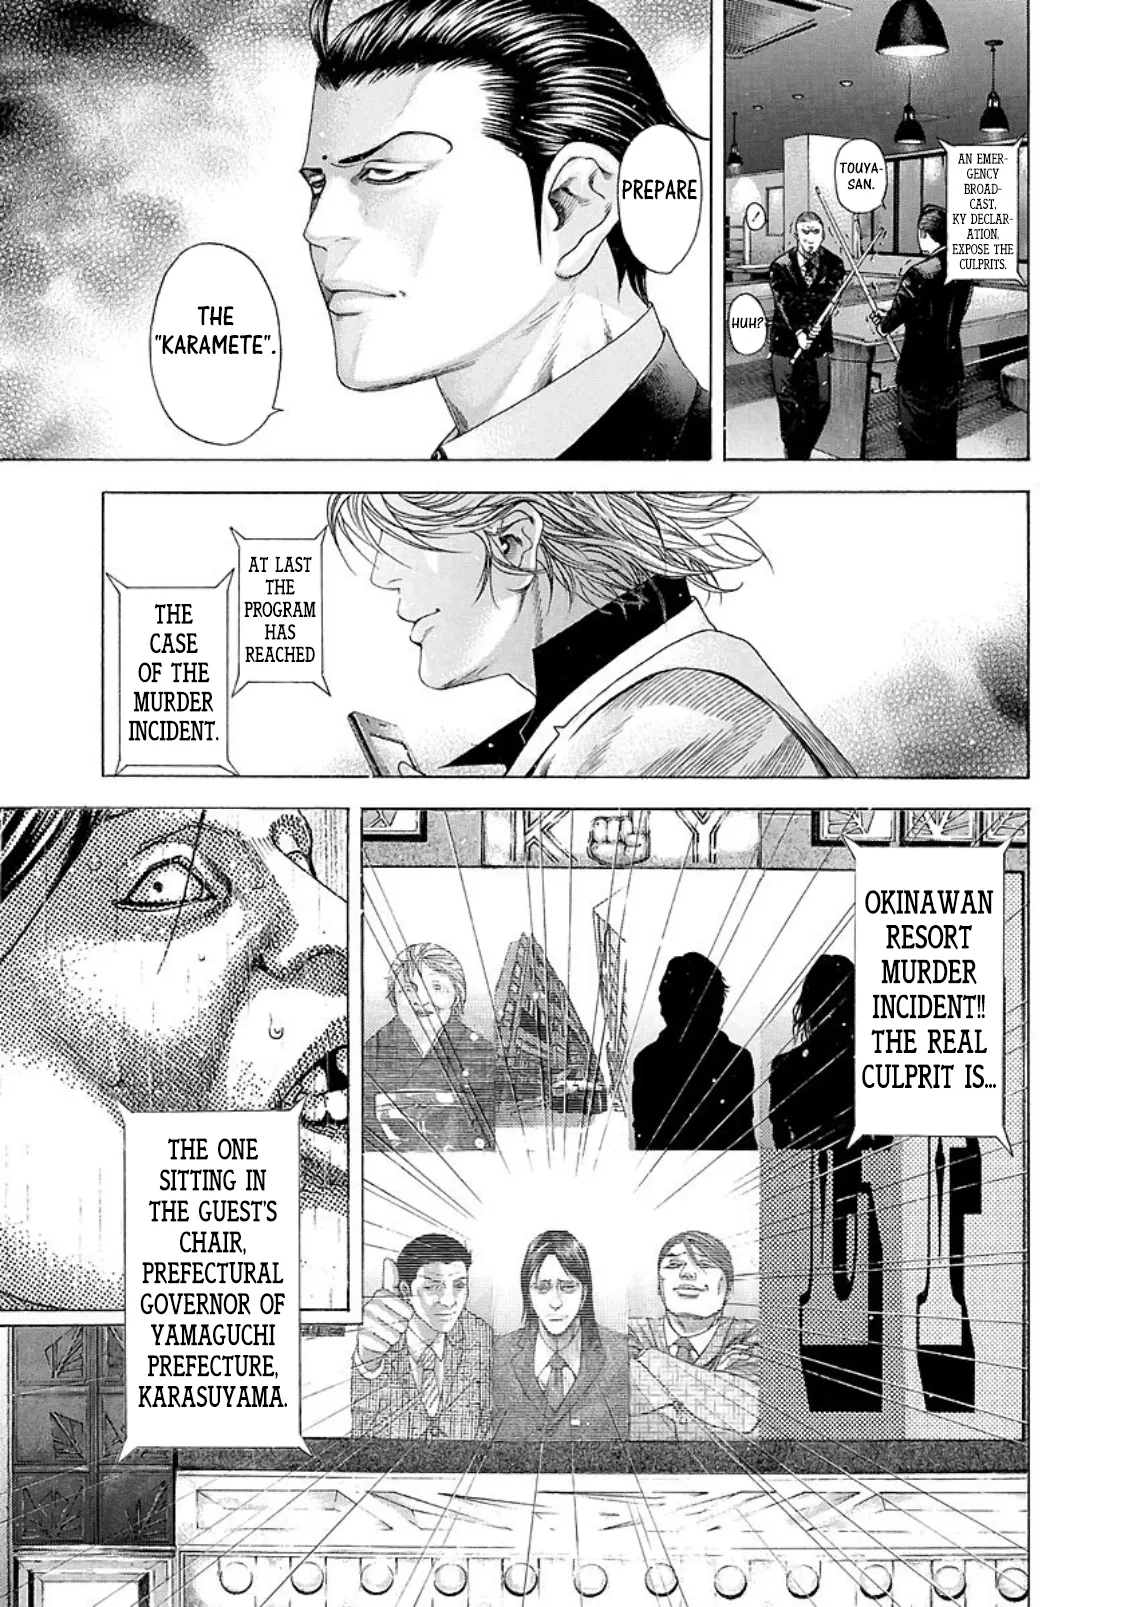 AN EMER-
GENCY
BROAD-
CAST,
KY DECLAR-
ATION,
EXPOSE THE
CULPRITS.
TOUYA-
SAN.
HUH?
PREPARE
THE
"KARAMETE".
AT LAST
THE
PROGRAM
HAS
REACHED
THE
CASE
OF THE
MURDER
INCIDENT.
K Y
OKINAWAN
RESORT
MURDER
INCIDENT!!
THE REAL
CULPRIT IS...
THE ONE
SITTING IN
THE GUEST'S
CHAIR,
PREFECTURAL
GOVERNOR OF
YAMAGUCHI
PREFECTURE,
KARASUYAMA.